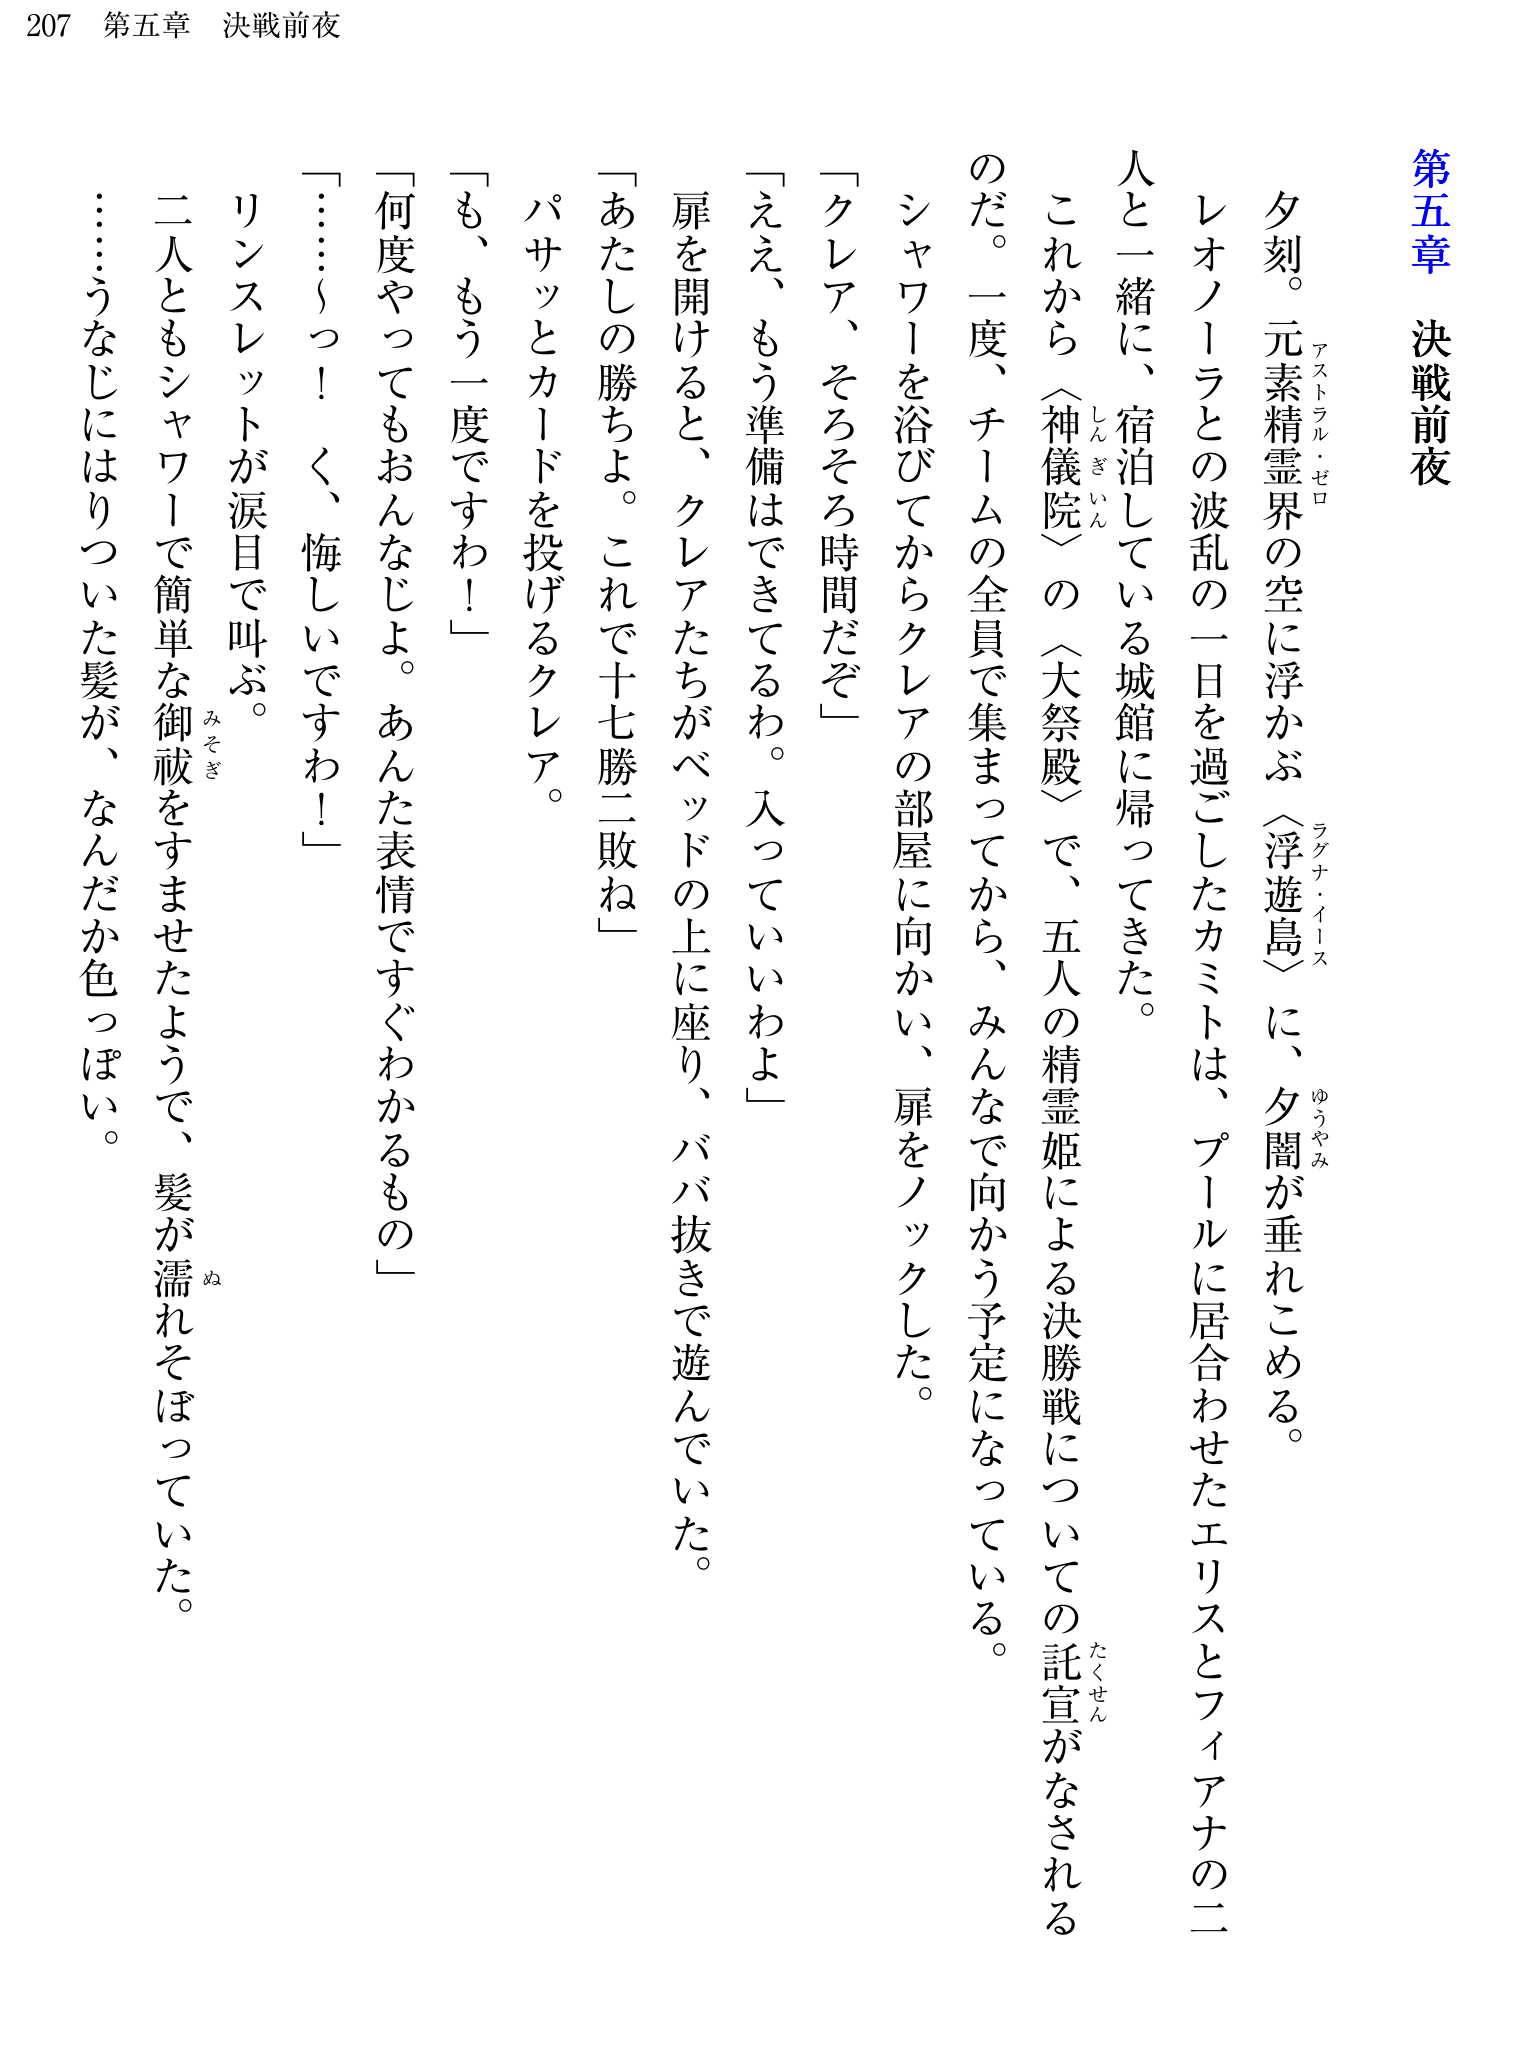 207　第五章　決戦前夜
第五章　決戦前夜
　夕刻。元素精霊界の空に浮かぶ〈浮遊島〉に、夕闇が垂れこめる。
アストラル・ゼロ
ラグナ・イース
ゆうやみ
　レオノーラとの波乱の一日を過ごしたカミトは、プールに居合わせたエリスとフィアナの二
人と一緒に、宿泊している城館に帰ってきた。
　これから〈神儀院〉の〈大祭殿〉で、五人の精霊姫による決勝戦についての託宣がなされる
しんぎいん
たくせん
のだ。一度、チームの全員で集まってから、みんなで向かう予定になっている。
　シャワーを浴びてからクレアの部屋に向かい、扉をノックした。
「クレア、そろそろ時間だぞ」
「ええ、もう準備はできてるわ。入っていいわよ」
　扉を開けると、クレアたちがベッドの上に座り、ババ抜きで遊んでいた。
「あたしの勝ちよ。これで十七勝二敗ね」
　パサッとカードを投げるクレア。
「も、もう一度ですわ！」
「何度やってもおんなじよ。あんた表情ですぐわかるもの」
「……～っ！　く、悔しいですわ！」
　リンスレットが涙目で叫ぶ。
　二人ともシャワーで簡単な御祓をすませたようで、髪が濡れそぼっていた。
みそぎ
ぬ
　……うなじにはりついた髪が、なんだか色っぽい。